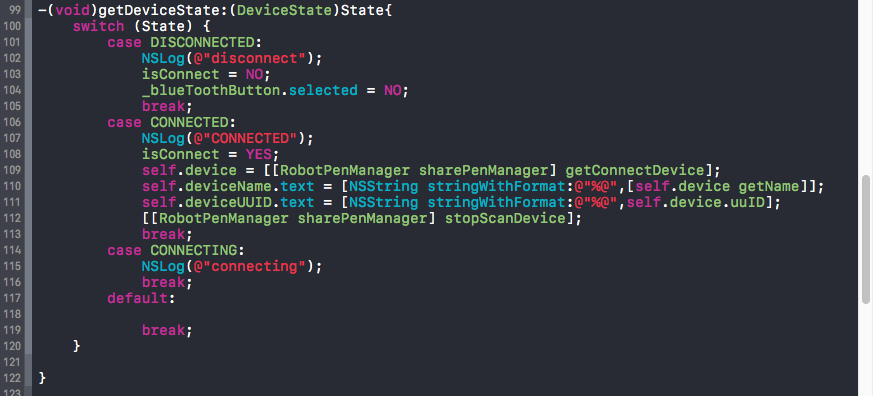 99 -(void)getDeviceState:(DeviceState)State{
100     switch (State) {
101         case DISCONNECTED:
102             NSLog(@"disconnect");
103             isConnect = NO;
104             _blueToothButton.selected = NO;
105             break;
106         case CONNECTED:
107             NSLog(@"CONNECTED");
108             isConnect = YES;
109             self.device = [[RobotPenManager sharePenManager] getConnectDevice];
110             self.deviceName.text = [NSString stringWithFormat:@"%@",[self.device getName]];
111             self.deviceUUID.text = [NSString stringWithFormat:@"%@",self.device.uuID];
112             [[RobotPenManager sharePenManager] stopScanDevice];
113             break;
114         case CONNECTING:
115             NSLog(@"connecting");
116             break;
117         default:
118
119             break;
120     }
121
122 }
123